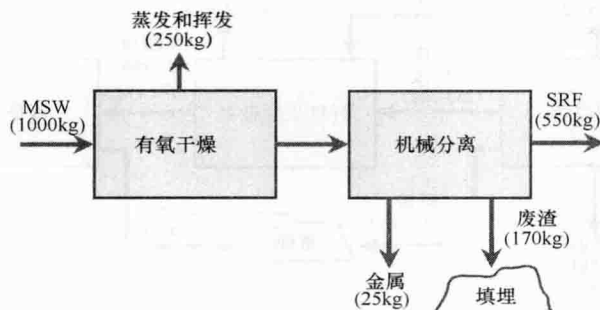 蒸发和挥发
(250kg)
MSW
(1000kg)
有氧干燥
机械分离
SRF
(550kg)
废渣
(170kg)
金属
(25kg)
填埋